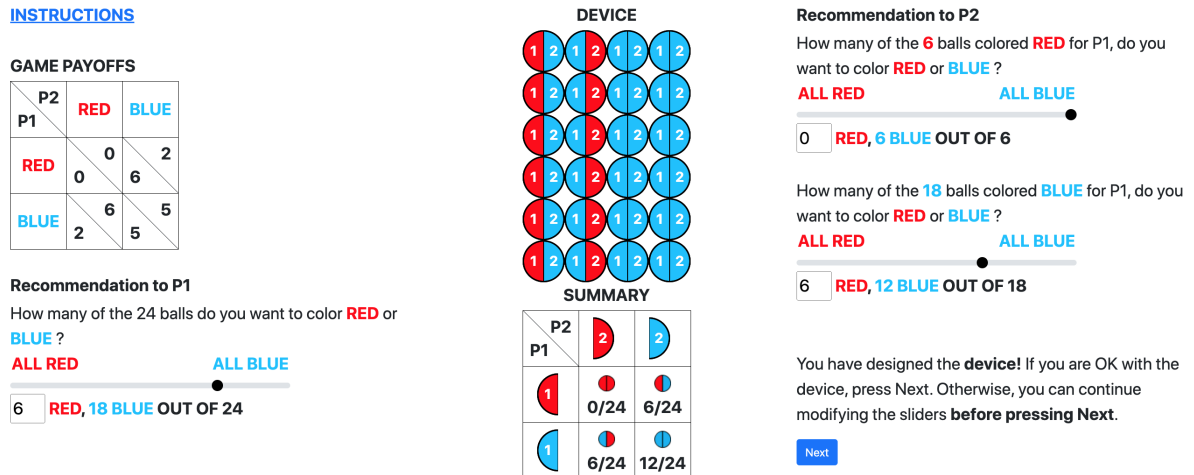 INSTRUCTIONS
GAME PAYOFFS
P2
P1
RED
BLUE
RED
0
0
2
6
BLUE
6
2
5
5
Recommendation to P1
How many of the 24 balls do you want to color RED or
BLUE ?
ALL RED ALL BLUE
6 RED, 18 BLUE OUT OF 24
DEVICE
1 2 1 2 1 2 1 2
1 2 1 2 1 2 1 2
1 2 1 2 1 2 1 2
1 2 1 2 1 2 1 2
1 2 1 2 1 2 1 2
1 2 1 2 1 2 1 2
SUMMARY
P2
P1
2
2
1
0/24 6/24
1
6/24 12/24
Recommendation to P2
How many of the 6 balls colored RED for P1, do you
want to color RED or BLUE ?
ALL RED ALL BLUE
0 RED, 6 BLUE OUT OF 6
How many of the 18 balls colored BLUE for P1, do you
want to color RED or BLUE ?
ALL RED ALL BLUE
6 RED, 12 BLUE OUT OF 18
You have designed the device! If you are OK with the
device, press Next. Otherwise, you can continue
modifying the sliders before pressing Next.
Next